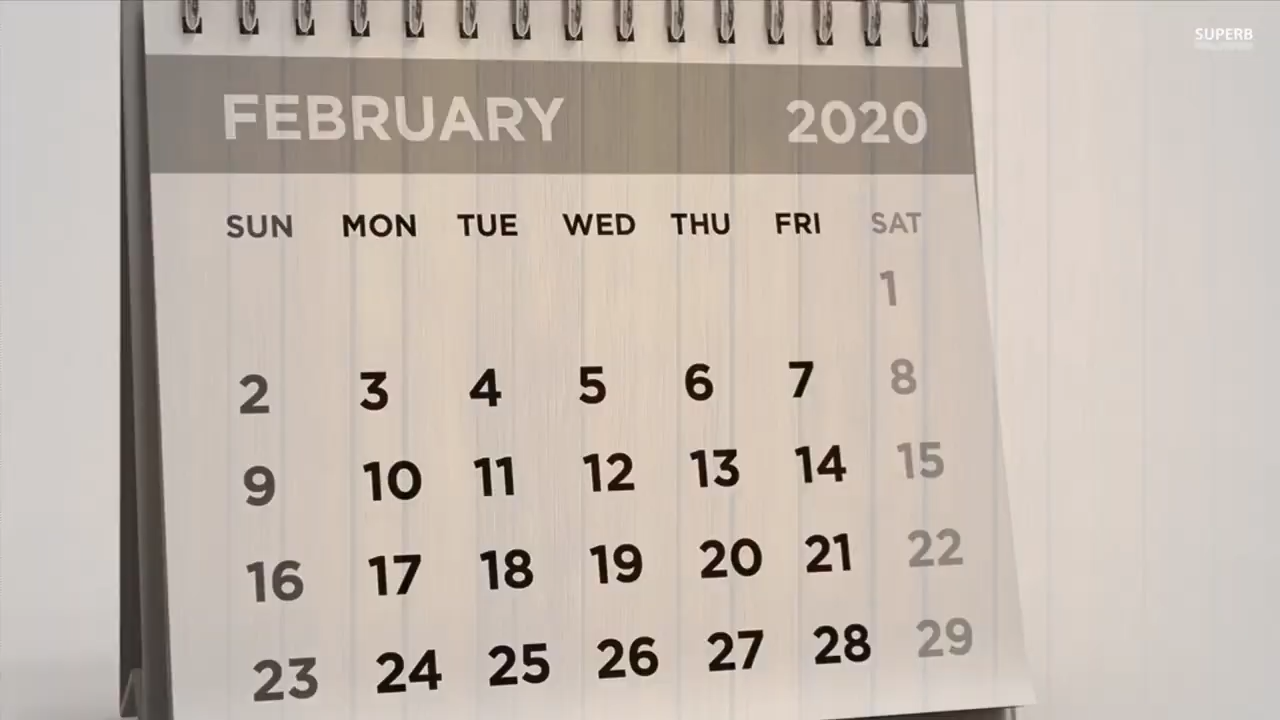 SUPERB
FEBRUARY 2020
SUN MON TUE WED THU FRI SAT
1
2 3 4 5 6 7 8
9 10 11 12 13 14 15
16 17 18 19 20 21 22
23 24 25 26 27 28 29